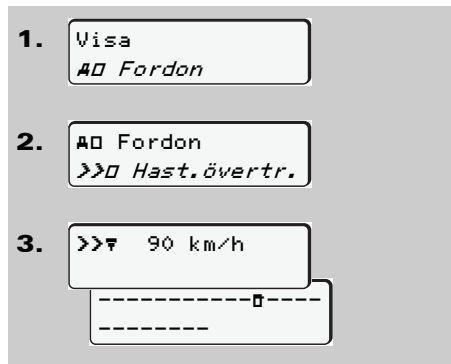 1. Visa
Fordon
2. Fordon
>> Hast.övertr.
3. >>▼ 90 km/h
----------------
--------